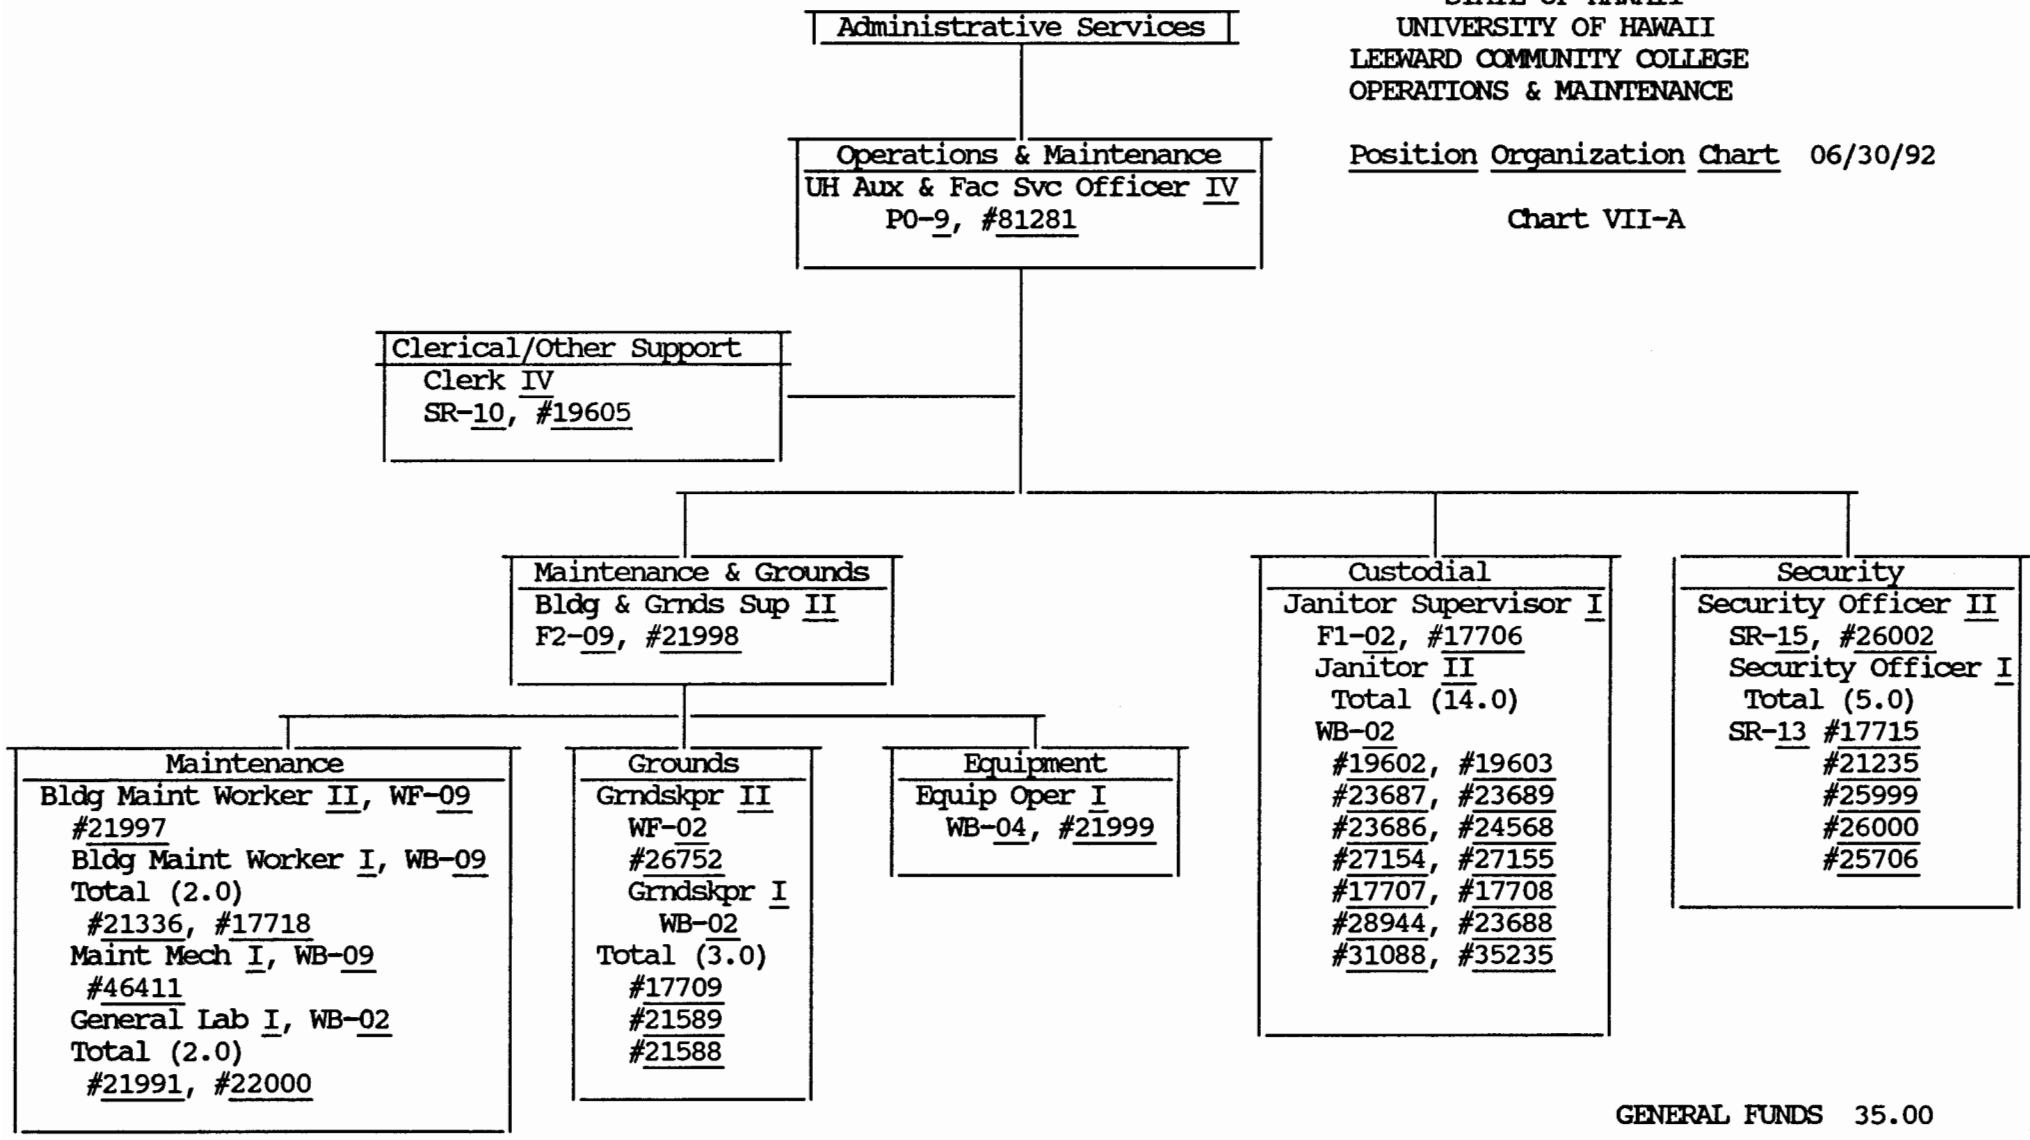 STATE OF HAWAII
UNIVERSITY OF HAWAII
LEEWARD COMMUNITY COLLEGE
OPERATIONS & MAINTENANCE
Position Organization Chart 06/30/92
Chart VII-A
Administrative Services
Operations & Maintenance
UH Aux & Fac Svc Officer IV
PO-9, #81281
Clerical/Other Support
Clerk IV
SR-10, #19605
Maintenance & Grounds
Bldg & Grnds Sup II
F2-09, #21998
Maintenance
Bldg Maint Worker II, WF-09
#21997
Bldg Maint Worker I, WB-09
Total (2.0)
#21336, #17718
Maint Mech I, WB-09
#46411
General Lab I, WB-02
Total (2.0)
#21991, #22000
Grounds
Grndskpr II
WF-02
#26752
Grndskpr I
WB-02
Total (3.0)
#17709
#21589
#21588
Equipment
Equip Oper I
WB-04, #21999
Custodial
Janitor Supervisor I
F1-02, #17706
Janitor II
Total (14.0)
WB-02
#19602, #19603
#23687, #23689
#23686, #24568
#27154, #27155
#17707, #17708
#28944, #23688
#31088, #35235
Security
Security Officer II
SR-15, #26002
Security Officer I
Total (5.0)
SR-13 #17715
#21235
#25999
#26000
#25706
GENERAL FUNDS 35.00